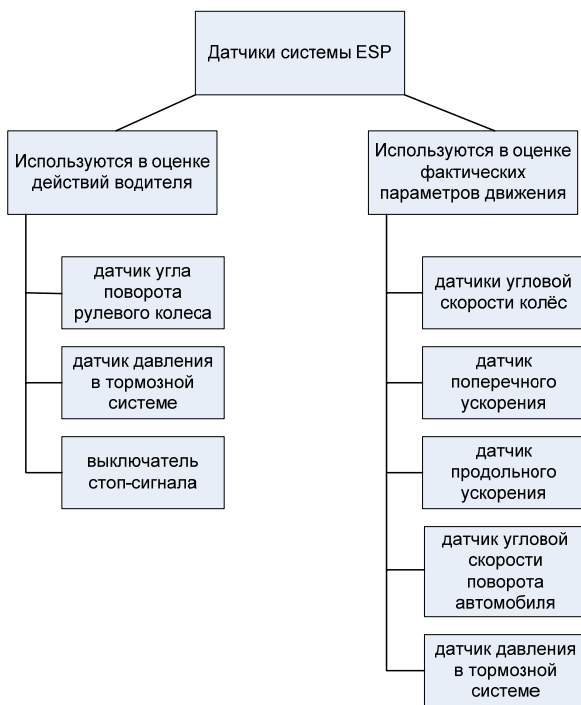 Датчики системы ESP
Используются в оценке
действий водителя
датчик угла
поворота
рулевого колеса
датчик давления
в тормозной
системе
выключатель
стоп-сигнала
Используются в оценке
фактических
параметров движения
датчики угловой
скорости колёс
датчик
поперечного
ускорения
датчик
продольного
ускорения
датчик угловой
скорости
поворота
автомобиля
датчик давления
в тормозной
системе